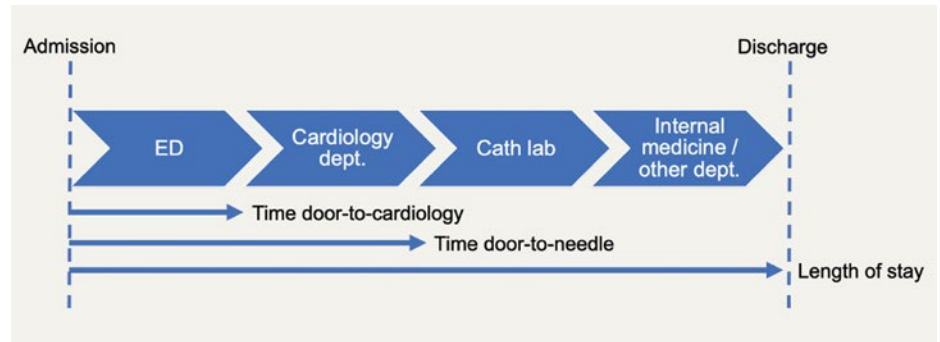 Admission
Discharge
ED
Cardiology
dept.
Cath lab
Internal
medicine /
other dept.
Time door-to-cardiology
Time door-to-needle
Length of stay